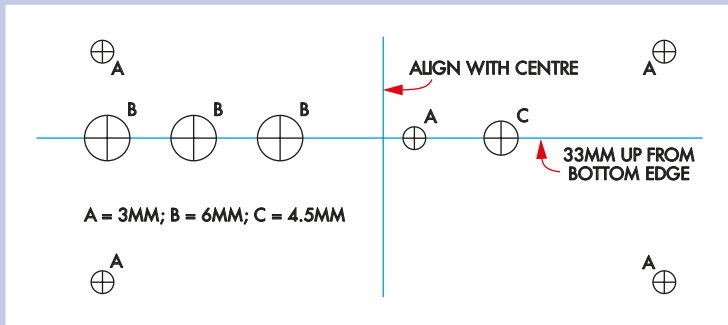 A
A
ALIGN WITH CENTRE
B
B
B
A
C
33MM UP FROM
BOTTOM EDGE
A = 3MM; B = 6MM; C = 4.5MM
A
A